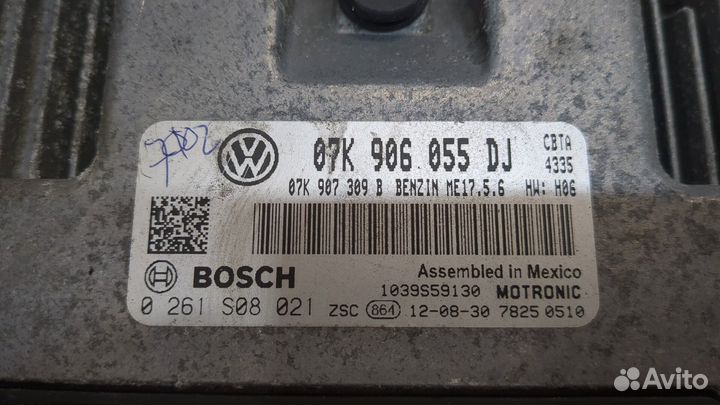 07K 906 055 DJ CBTA
4335
07K 907 309 B BENZIN ME17.5.6 HW: H06
BOSCH Assembled in Mexico
1039S59130 MOTRONIC
0 261 S08 021 ZSC 864 12-08-30 7825 0510
Avito